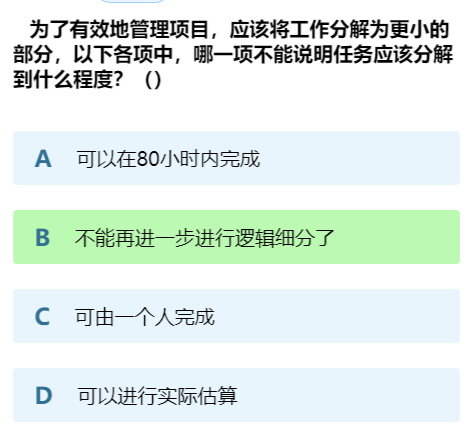 为了有效地管理项目，应该将工作分解为更小的
部分，以下各项中，哪一项不能说明任务应该分解
到什么程度？（）
A 可以在80小时内完成
B 不能再进一步进行逻辑细分了
C 可由一个人完成
D 可以进行实际估算